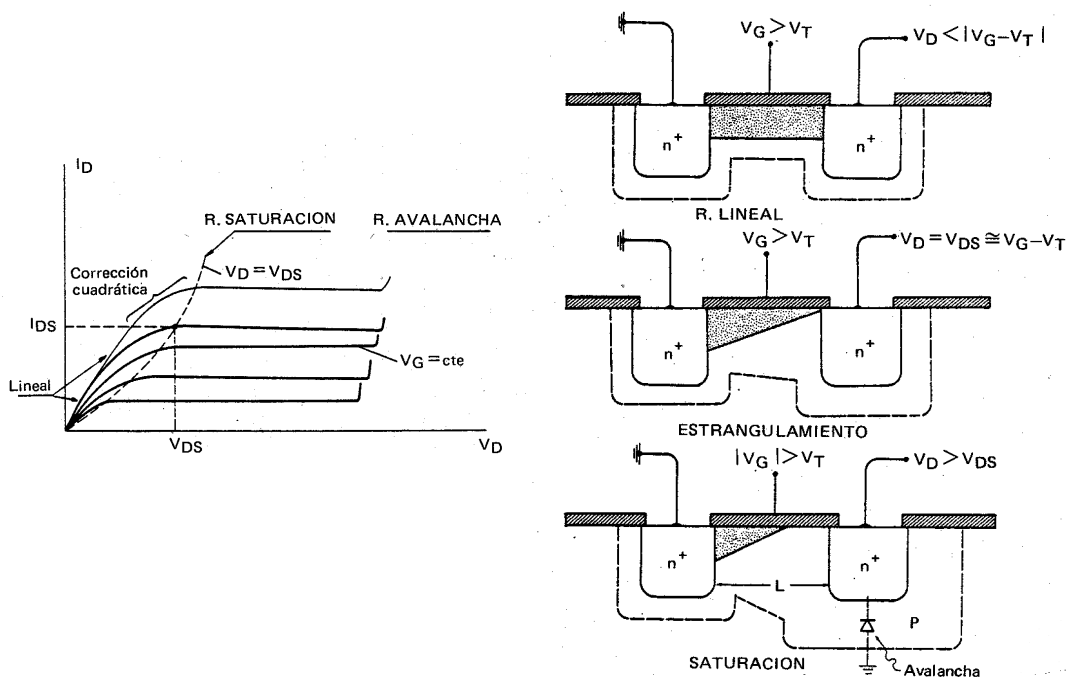 I_D
R. SATURACION
R. AVALANCHA
V_D = V_DS
Corrección
cuadrática
I_DS
V_G = cte
Lineal
V_DS
V_D
V_G > V_T
V_D < |V_G – V_T|
n+
n+
R. LINEAL
V_G > V_T
V_D = V_DS ≅ V_G – V_T
n+
n+
ESTRANGULAMIENTO
|V_G| > V_T
V_D > V_DS
n+
n+
L
P
SATURACION
Avalancha